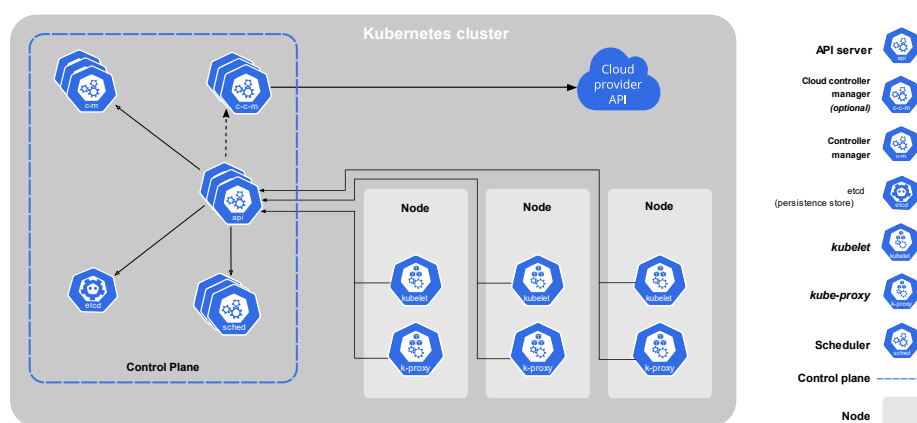 Kubernetes cluster
c-m
c-c-m
Cloud
provider
API
api
etcd
sched
Control Plane
Node
Node
Node
kubelet
kubelet
kubelet
k-proxy
k-proxy
k-proxy
API server
api
Cloud controller
manager
(optional)
c-c-m
Controller
manager
c-m
etcd
(persistence store)
etcd
kubelet
kubelet
kube-proxy
k-proxy
Scheduler
sched
Control plane
Node